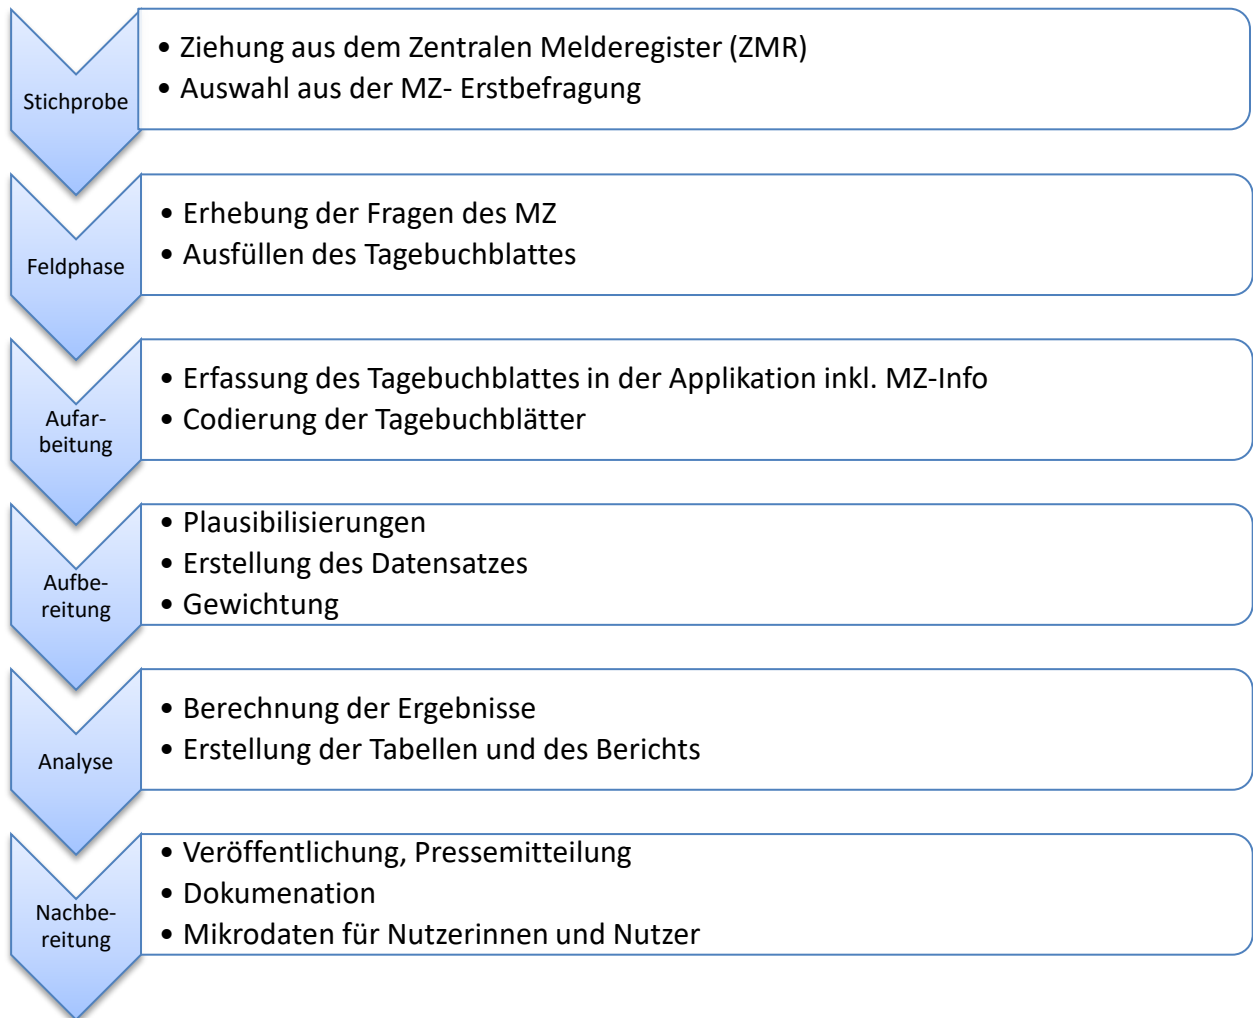 Stichprobe
• Ziehung aus dem Zentralen Melderegister (ZMR)
• Auswahl aus der MZ- Erstbefragung
Feldphase
• Erhebung der Fragen des MZ
• Ausfüllen des Tagebuchblattes
Aufar-
beitung
• Erfassung des Tagebuchblattes in der Applikation inkl. MZ-Info
• Codierung der Tagebuchblätter
Aufbe-
reitung
• Plausibilisierungen
• Erstellung des Datensatzes
• Gewichtung
Analyse
• Berechnung der Ergebnisse
• Erstellung der Tabellen und des Berichts
Nachbe-
reitung
• Veröffentlichung, Pressemitteilung
• Dokumenation
• Mikrodaten für Nutzerinnen und Nutzer